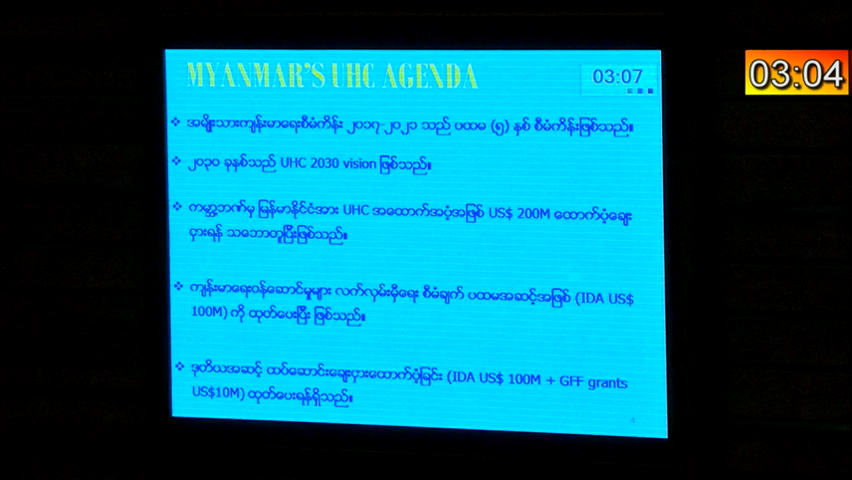 MYANMAR'S UHC AGENDA
03:07
03:04
❖ အမျိုးသားကျန်းမာရေးစီမံကိန်း ၂၀၁၇-၂၀၂၁ သည် ပထမ (၅) နှစ် စီမံကိန်းဖြစ်သည်။
❖ ၂၀၃၀ ခုနှစ်သည် UHC 2030 vision ဖြစ်သည်။
❖ ကမ္ဘာ့ဘဏ်မှ မြန်မာနိုင်ငံအား UHC အထောက်အပံ့အဖြစ် US$ 200M ထောက်ပံ့ချေး
ငှားရန် သဘောတူပြီးဖြစ်သည်။
❖ ကျန်းမာရေးဝန်ဆောင်မှုများ လက်လှမ်းမှီရေး စီမံချက် ပထမအဆင့်အဖြစ် (IDA US$
100M) ကို ထုတ်ပေးပြီး ဖြစ်သည်။
❖ ဒုတိယအဆင့် ထပ်ဆောင်းချေးငှားထောက်ပံ့ခြင်း (IDA US$ 100M + GFF grants
US$10M) ထုတ်ပေးရန်ရှိသည်။
4